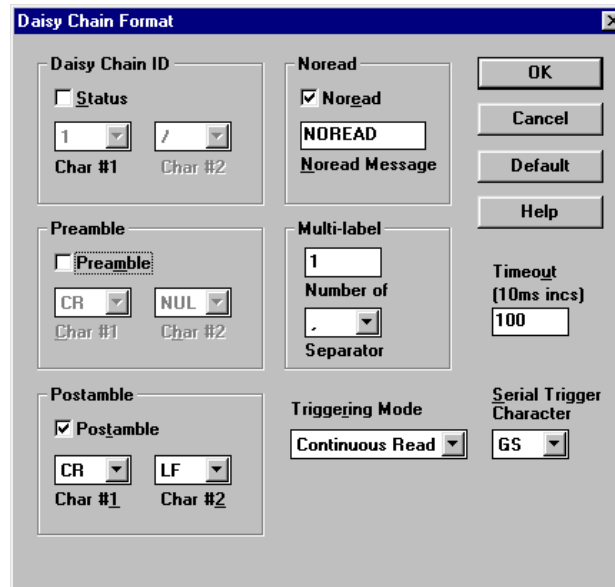 Daisy Chain Format
Daisy Chain ID
Status
1 /
Char #1 Char #2
Noread
Noread
NOREAD
Noread Message
OK
Cancel
Default
Help
Preamble
Preamble
CR NUL
Char #1 Char #2
Multi-label
1
Number of
,
Separator
Timeout
(10ms incs)
100
Postamble
Postamble
CR LF
Char #1 Char #2
Triggering Mode
Continuous Read
Serial Trigger
Character
GS